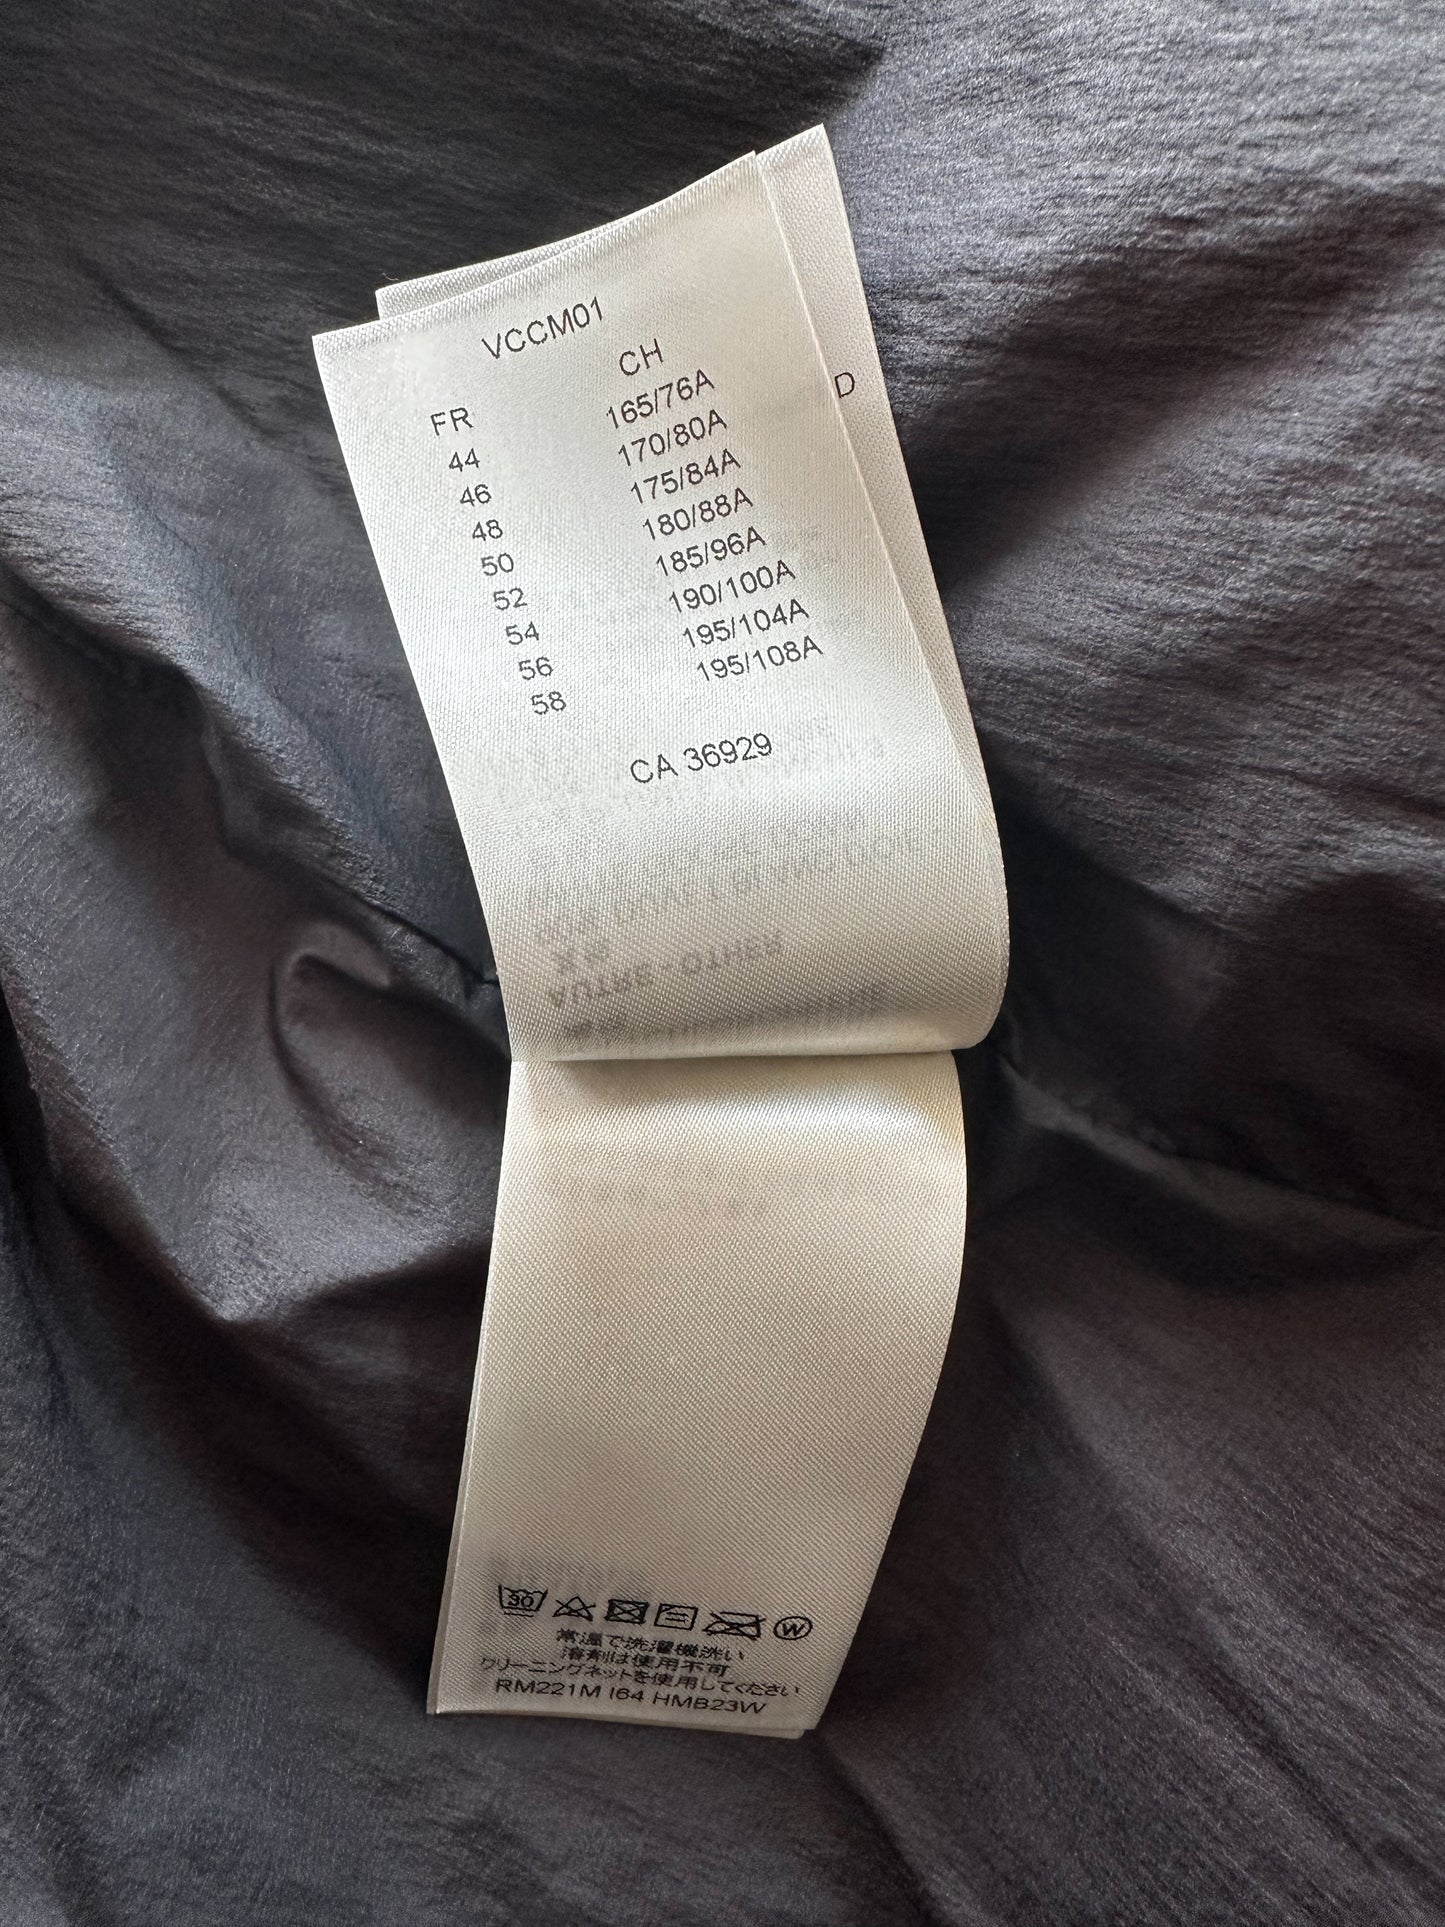 VCCM01
FR CH
44 165/76A
46 170/80A
48 175/84A
50 180/88A
52 185/96A
54 190/100A
56 195/104A
58 195/108A
CA 36929
D
30 W
常温で洗濯機洗い
溶剤は使用不可
クリーニングネットを使用してください
RM221M I64 HMB23W